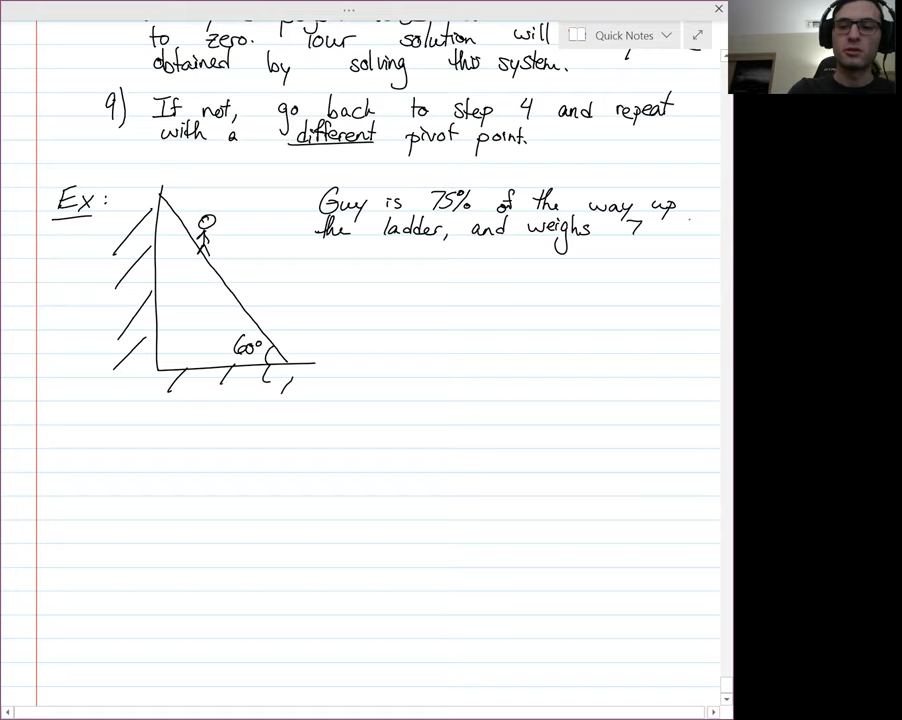 ...
Quick Notes
to zero. Your solution will
obtained by solving this system.
9) If not, go back to step 4 and repeat
with a different pivot point.
Ex: Guy is 75% of the way up
the ladder, and weighs 7
60°